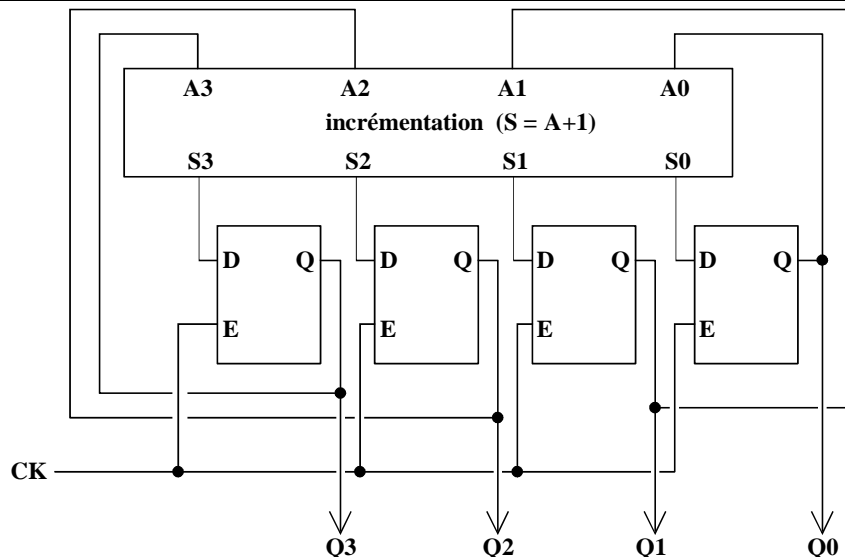 A3 A2 A1 A0
incrémentation (S = A+1)
S3 S2 S1 S0
D Q D Q D Q D Q
E E E E
CK
Q3 Q2 Q1 Q0